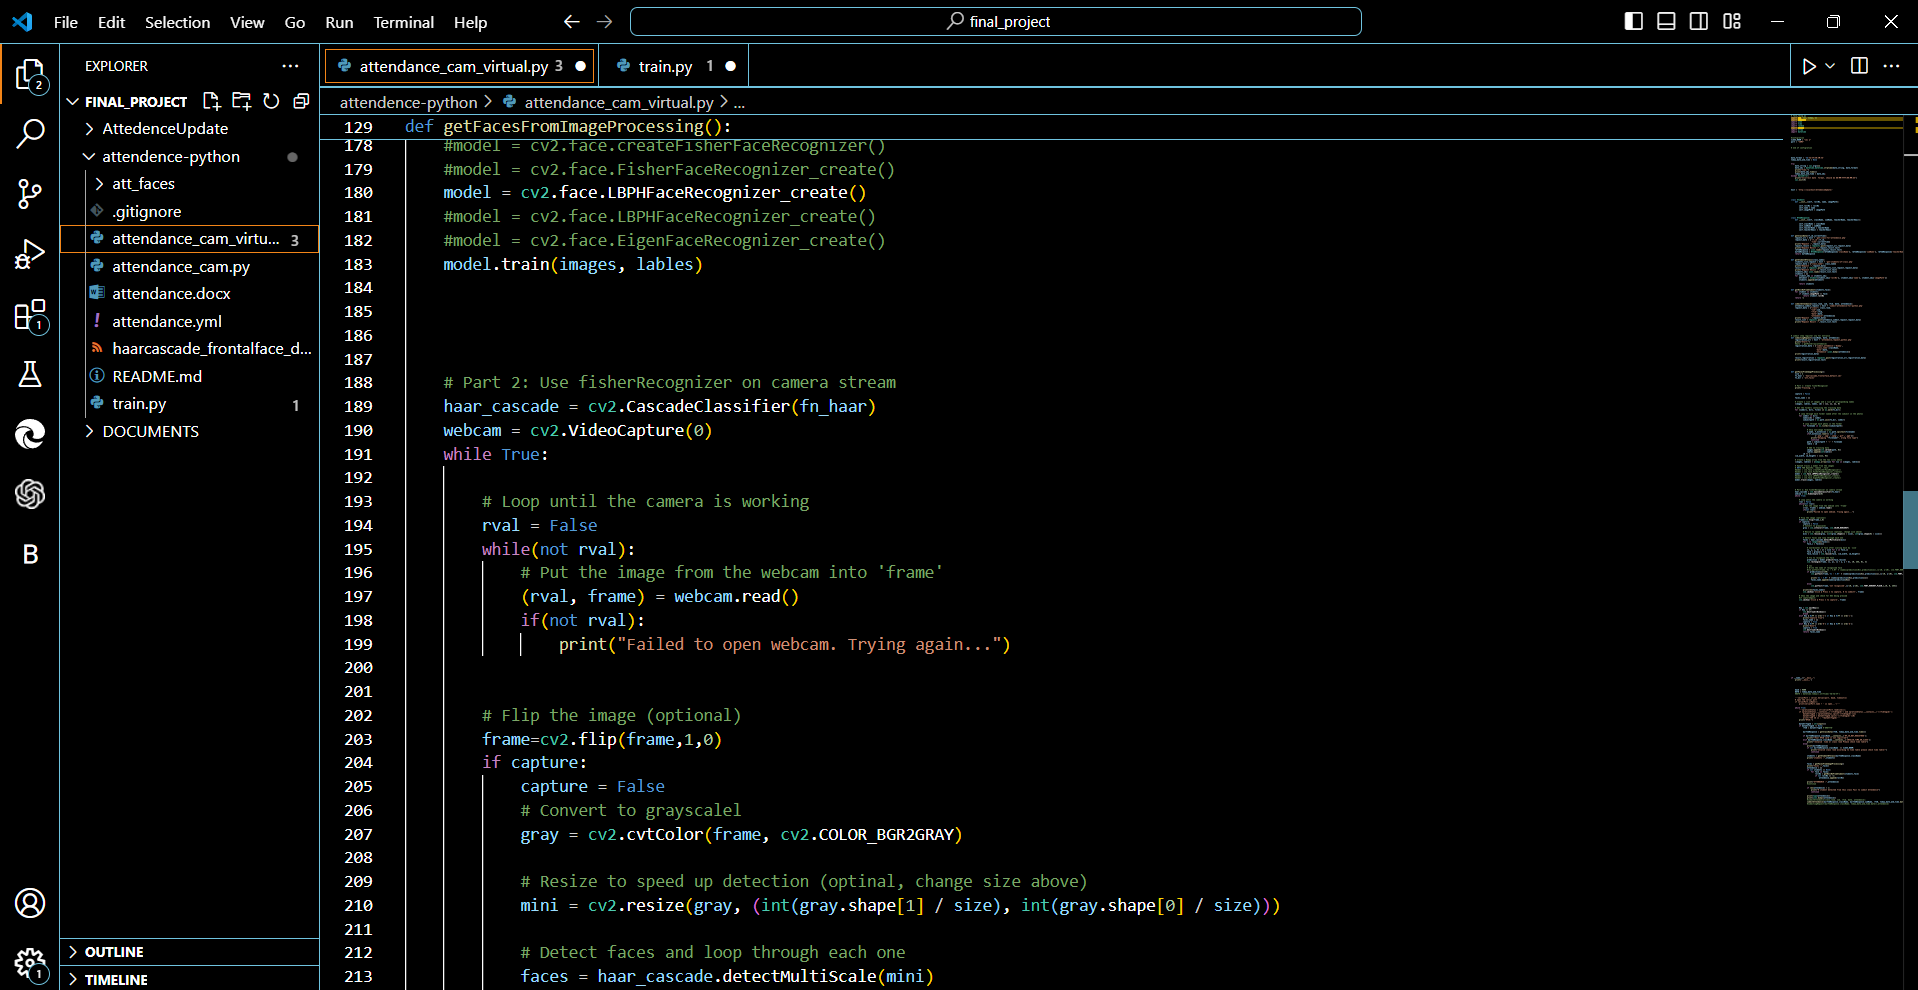 File Edit Selection View Go Run Terminal Help
final_project
EXPLORER
2
FINAL_PROJECT
AttedenceUpdate
attendence-python
att_faces
.gitignore
attendance_cam_virtu... 3
attendance_cam.py
attendance.docx
attendance.yml
haarcascade_frontalface_d...
README.md
train.py 1
DOCUMENTS
1
B
1
OUTLINE
TIMELINE
attendance_cam_virtual.py 3
train.py 1
attendence-python > attendance_cam_virtual.py > ...
129 def getFacesFromImageProcessing():
178 #model = cv2.face.createFisherFaceRecognizer()
179 #model = cv2.face.FisherFaceRecognizer_create()
180 model = cv2.face.LBPHFaceRecognizer_create()
181 #model = cv2.face.LBPHFaceRecognizer_create()
182 #model = cv2.face.EigenFaceRecognizer_create()
183 model.train(images, lables)
184
185
186
187
188 # Part 2: Use fisherRecognizer on camera stream
189 haar_cascade = cv2.CascadeClassifier(fn_haar)
190 webcam = cv2.VideoCapture(0)
191 while True:
192
193 # Loop until the camera is working
194 rval = False
195 while(not rval):
196 # Put the image from the webcam into 'frame'
197 (rval, frame) = webcam.read()
198 if(not rval):
199 print("Failed to open webcam. Trying again...")
200
201
202 # Flip the image (optional)
203 frame=cv2.flip(frame,1,0)
204 if capture:
205 capture = False
206 # Convert to grayscalel
207 gray = cv2.cvtColor(frame, cv2.COLOR_BGR2GRAY)
208
209 # Resize to speed up detection (optinal, change size above)
210 mini = cv2.resize(gray, (int(gray.shape[1] / size), int(gray.shape[0] / size)))
211
212 # Detect faces and loop through each one
213 faces = haar_cascade.detectMultiScale(mini)